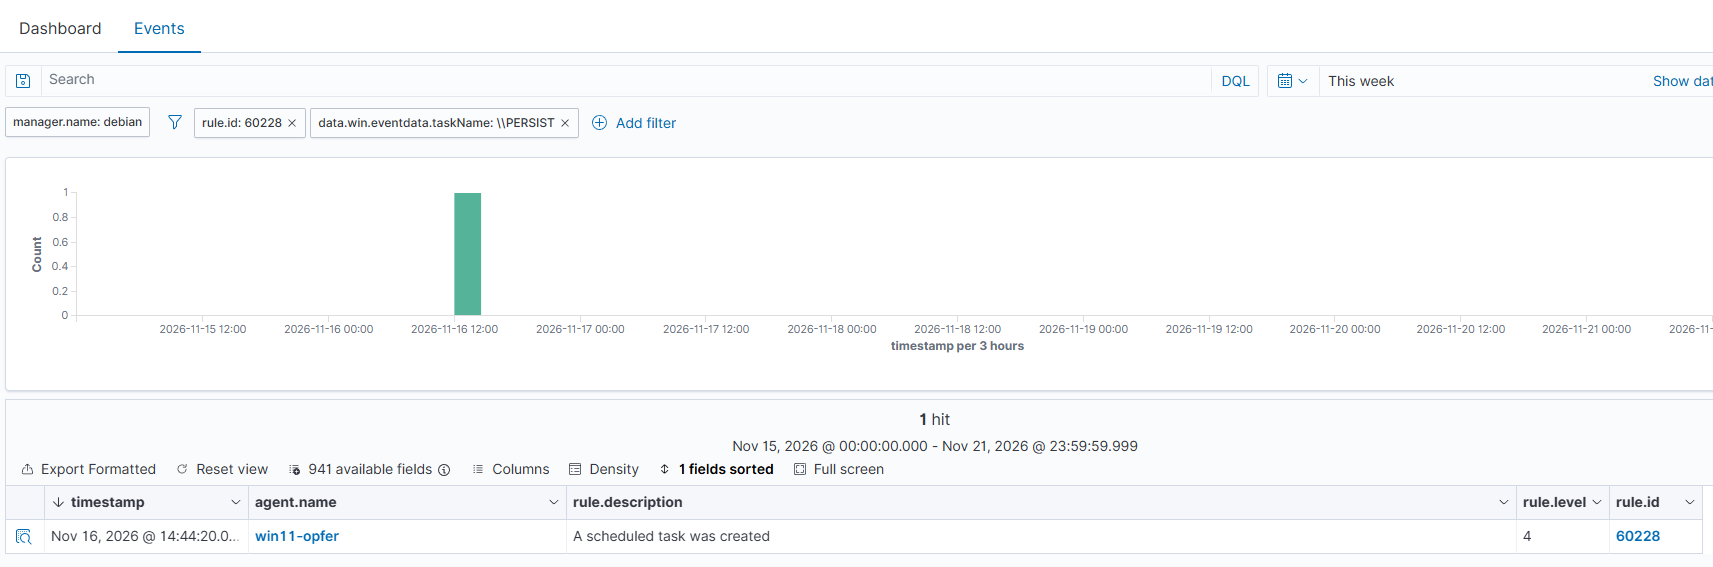 Dashboard Events
Search DQL This week Show dat
manager.name: debian rule.id: 60228 × data.win.eventdata.taskName: \\PERSIST × Add filter
1
0.8
0.6
0.4
0.2
0
Count
2026-11-15 12:00 2026-11-16 00:00 2026-11-16 12:00 2026-11-17 00:00 2026-11-17 12:00 2026-11-18 00:00 2026-11-18 12:00 2026-11-19 00:00 2026-11-19 12:00 2026-11-20 00:00 2026-11-20 12:00 2026-11-21 00:00 2026-11-
timestamp per 3 hours
1 hit
Nov 15, 2026 @ 00:00:00.000 - Nov 21, 2026 @ 23:59:59.999
Export Formatted Reset view 941 available fields Columns Density 1 fields sorted Full screen
timestamp agent.name rule.description rule.level rule.id
Nov 16, 2026 @ 14:44:20.0... win11-opfer A scheduled task was created 4 60228